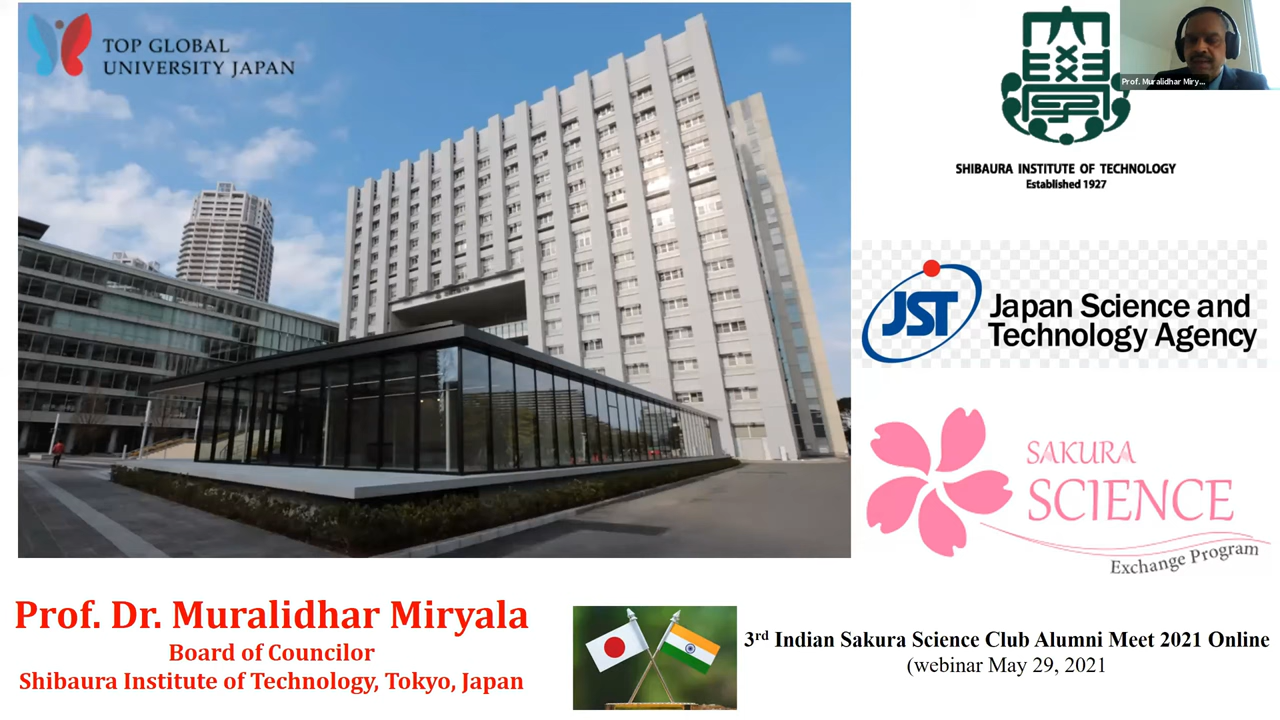 TOP GLOBAL
UNIVERSITY JAPAN
SHIBAURA INSTITUTE OF TECHNOLOGY
Established 1927
Prof. Muralidhar Miry...
JST
Japan Science and
Technology Agency
SAKURA
SCIENCE
Exchange Program
Prof. Dr. Muralidhar Miryala
Board of Councilor
Shibaura Institute of Technology, Tokyo, Japan
3rd Indian Sakura Science Club Alumni Meet 2021 Online
(webinar May 29, 2021